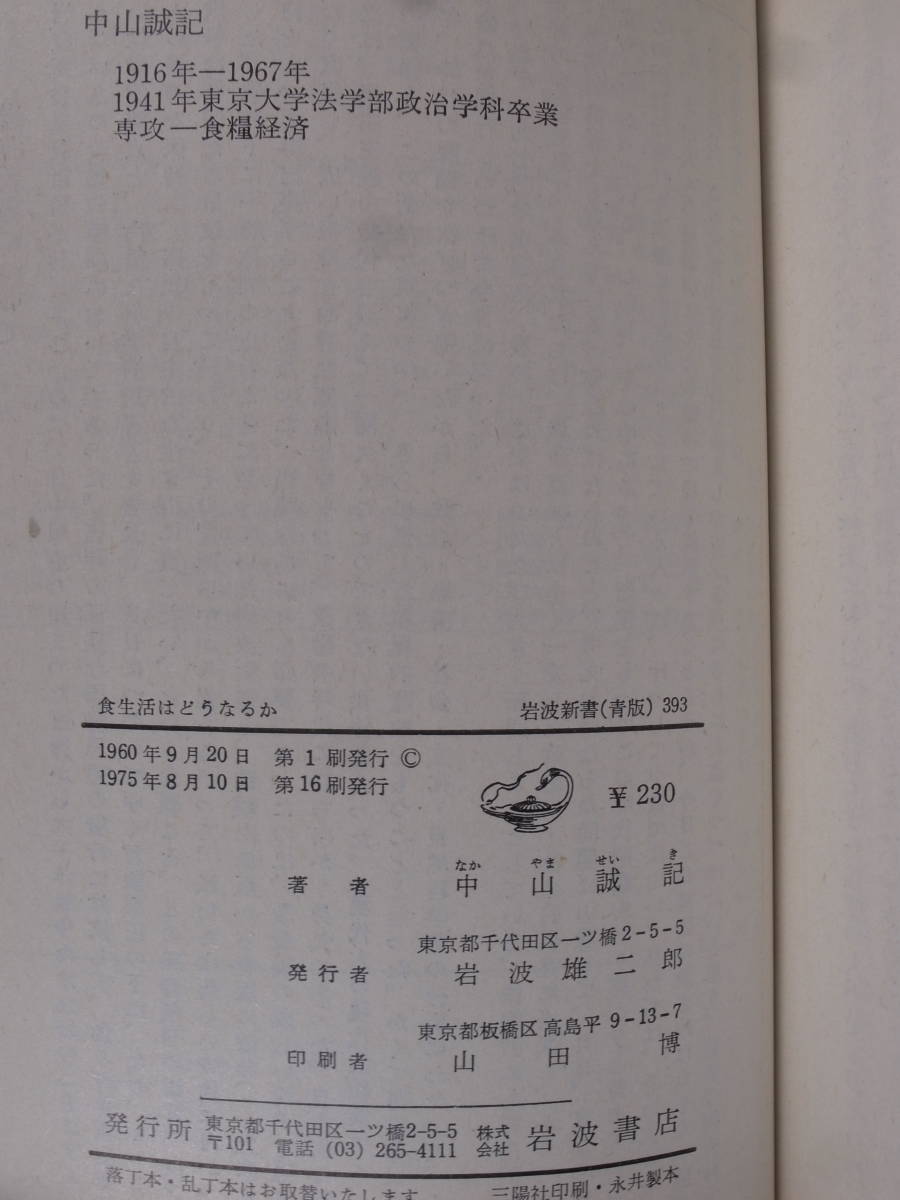 中山誠記
1916年—1967年
1941年東京大学法学部政治学科卒業
専攻—食糧経済
食生活はどうなるか 岩波新書(青版) 393
1960年9月20日 第1刷発行 ©
1975年8月10日 第16刷発行
¥ 230
なか やま せい き
著者 中山誠記
東京都千代田区一ツ橋2-5-5
発行者 岩波雄二郎
東京都板橋区高島平9-13-7
印刷者 山田博
発行所 東京都千代田区一ツ橋2-5-5 株式会社 岩波書店
〒101 電話 (03) 265-4111
落丁本・乱丁本はお取替いたします 三陽社印刷・永井製本